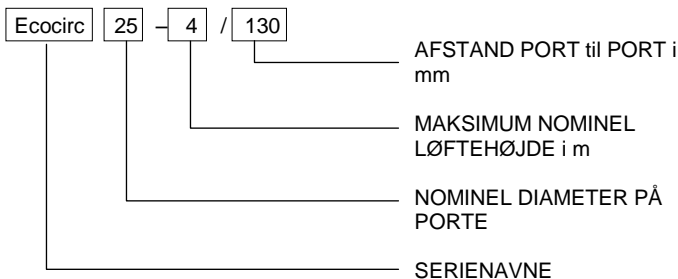 Ecocirc 25 – 4 / 130
AFSTAND PORT til PORT i
mm
MAKSIMUM NOMINEL
LØFTEHØJDE i m
NOMINEL DIAMETER PÅ
PORTE
SERIENAVNE